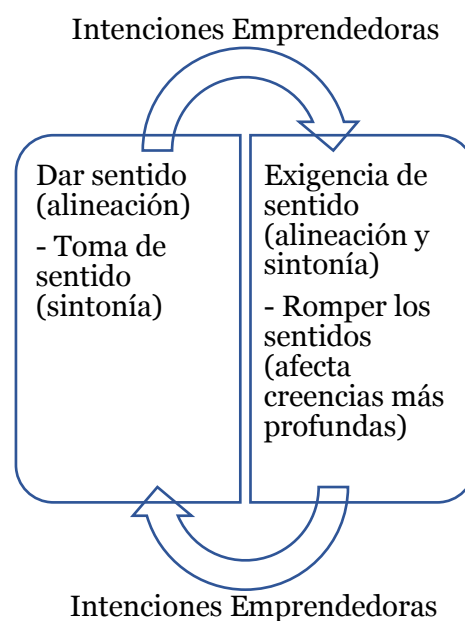 Intenciones Emprendedoras
Dar sentido
(alineación)
- Toma de
sentido
(sintonía)
Exigencia de
sentido
(alineación y
sintonía)
- Romper los
sentidos
(afecta
creencias más
profundas)
Intenciones Emprendedoras